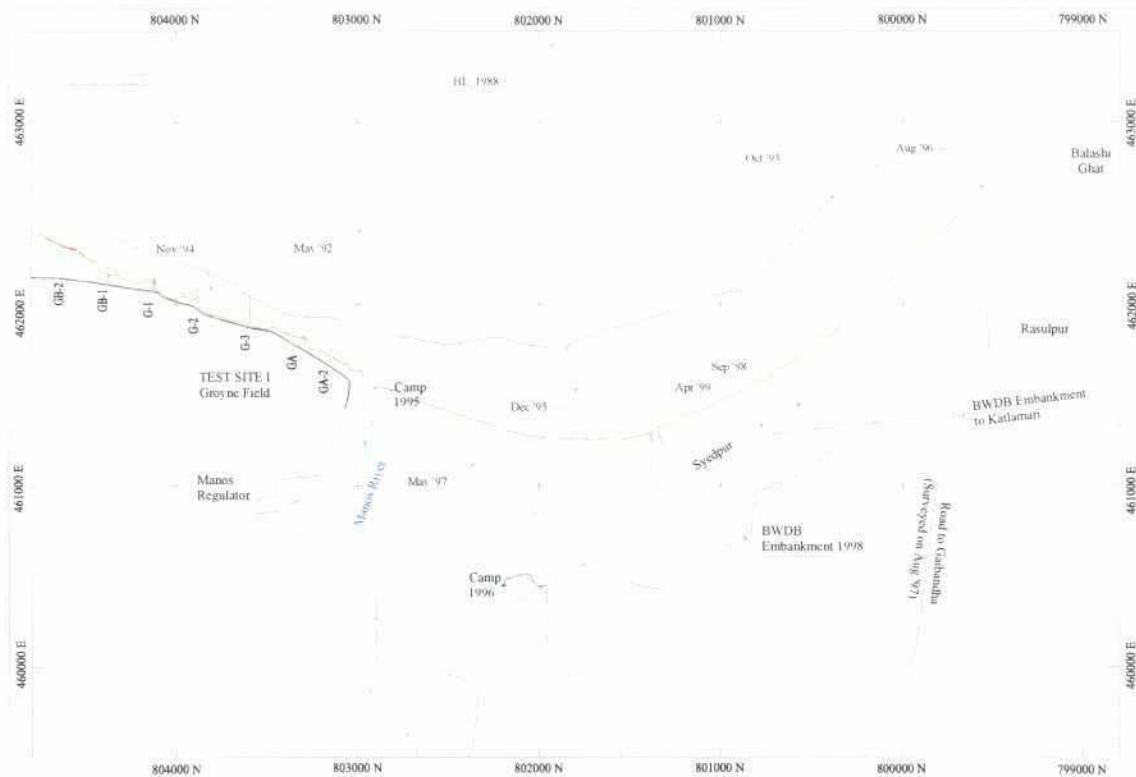 804000 N
803000 N
802000 N
801000 N
800000 N
799000 N
463000 E
462000 E
461000 E
460000 E
463000 E
462000 E
461000 E
460000 E
1988
Oct '93
Aug '96
Balashi
Ghat
Nov '94
May '92
GB-2
GB-1
G-1
G-2
G-3
GA
GA-2
TEST SITE I
Groyne Field
Camp
1995
Dec '95
Sep '98
Apr '99
Rasulpur
BWDB Embankment
to Katlamari
Syedpur
Manos
Regulator
Manos River
May '97
BWDB
Embankment 1998
Camp
1996
Road to Gaibandha
(Surveyed on Aug '97)
804000 N
803000 N
802000 N
801000 N
800000 N
799000 N